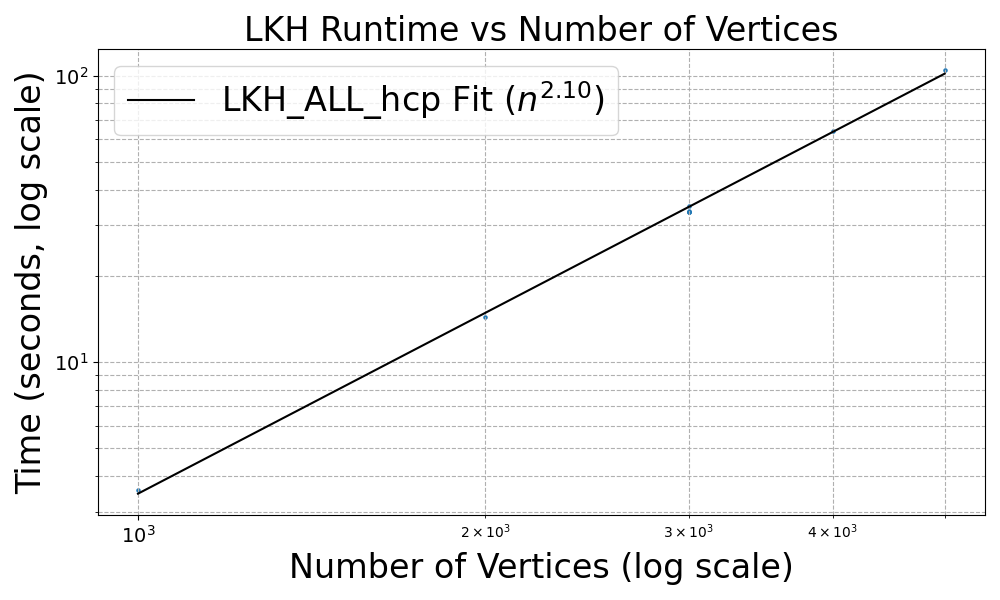 LKH Runtime vs Number of Vertices
LKH_ALL_hcp Fit (n^2.10)
Time (seconds, log scale)
10^2
10^1
10^3
2 × 10^3
3 × 10^3
4 × 10^3
Number of Vertices (log scale)